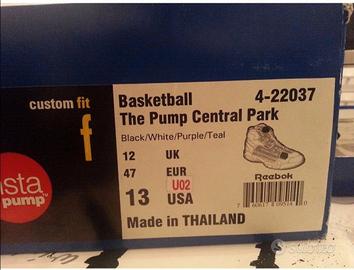 custom fit
f
insta
pump
Basketball 4-22037
The Pump Central Park
Black/White/Purple/Teal
12 UK
47 EUR
U02
13 USA
Made in THAILAND
Reebok